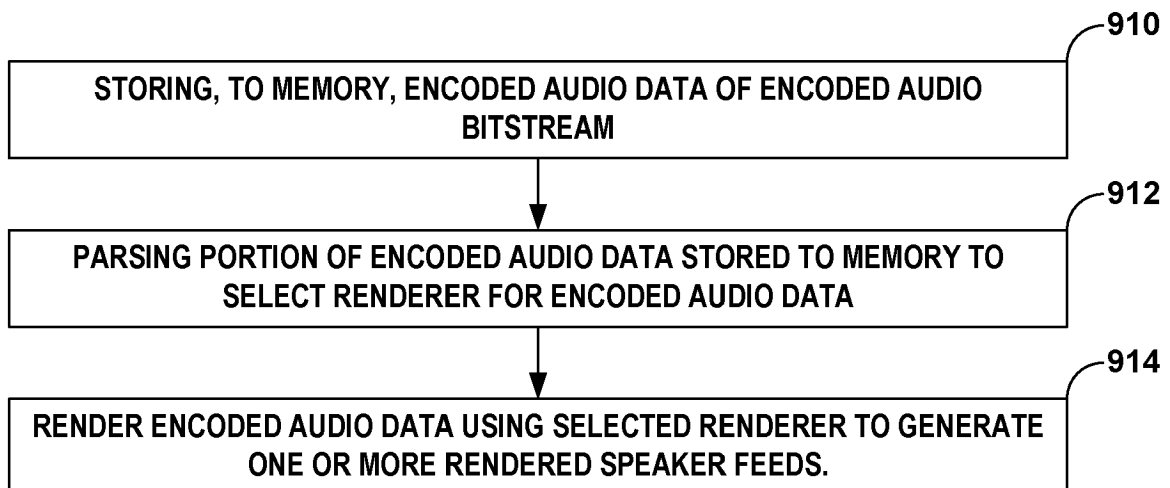 910
STORING, TO MEMORY, ENCODED AUDIO DATA OF ENCODED AUDIO
BITSTREAM
912
PARSING PORTION OF ENCODED AUDIO DATA STORED TO MEMORY TO
SELECT RENDERER FOR ENCODED AUDIO DATA
914
RENDER ENCODED AUDIO DATA USING SELECTED RENDERER TO GENERATE
ONE OR MORE RENDERED SPEAKER FEEDS.